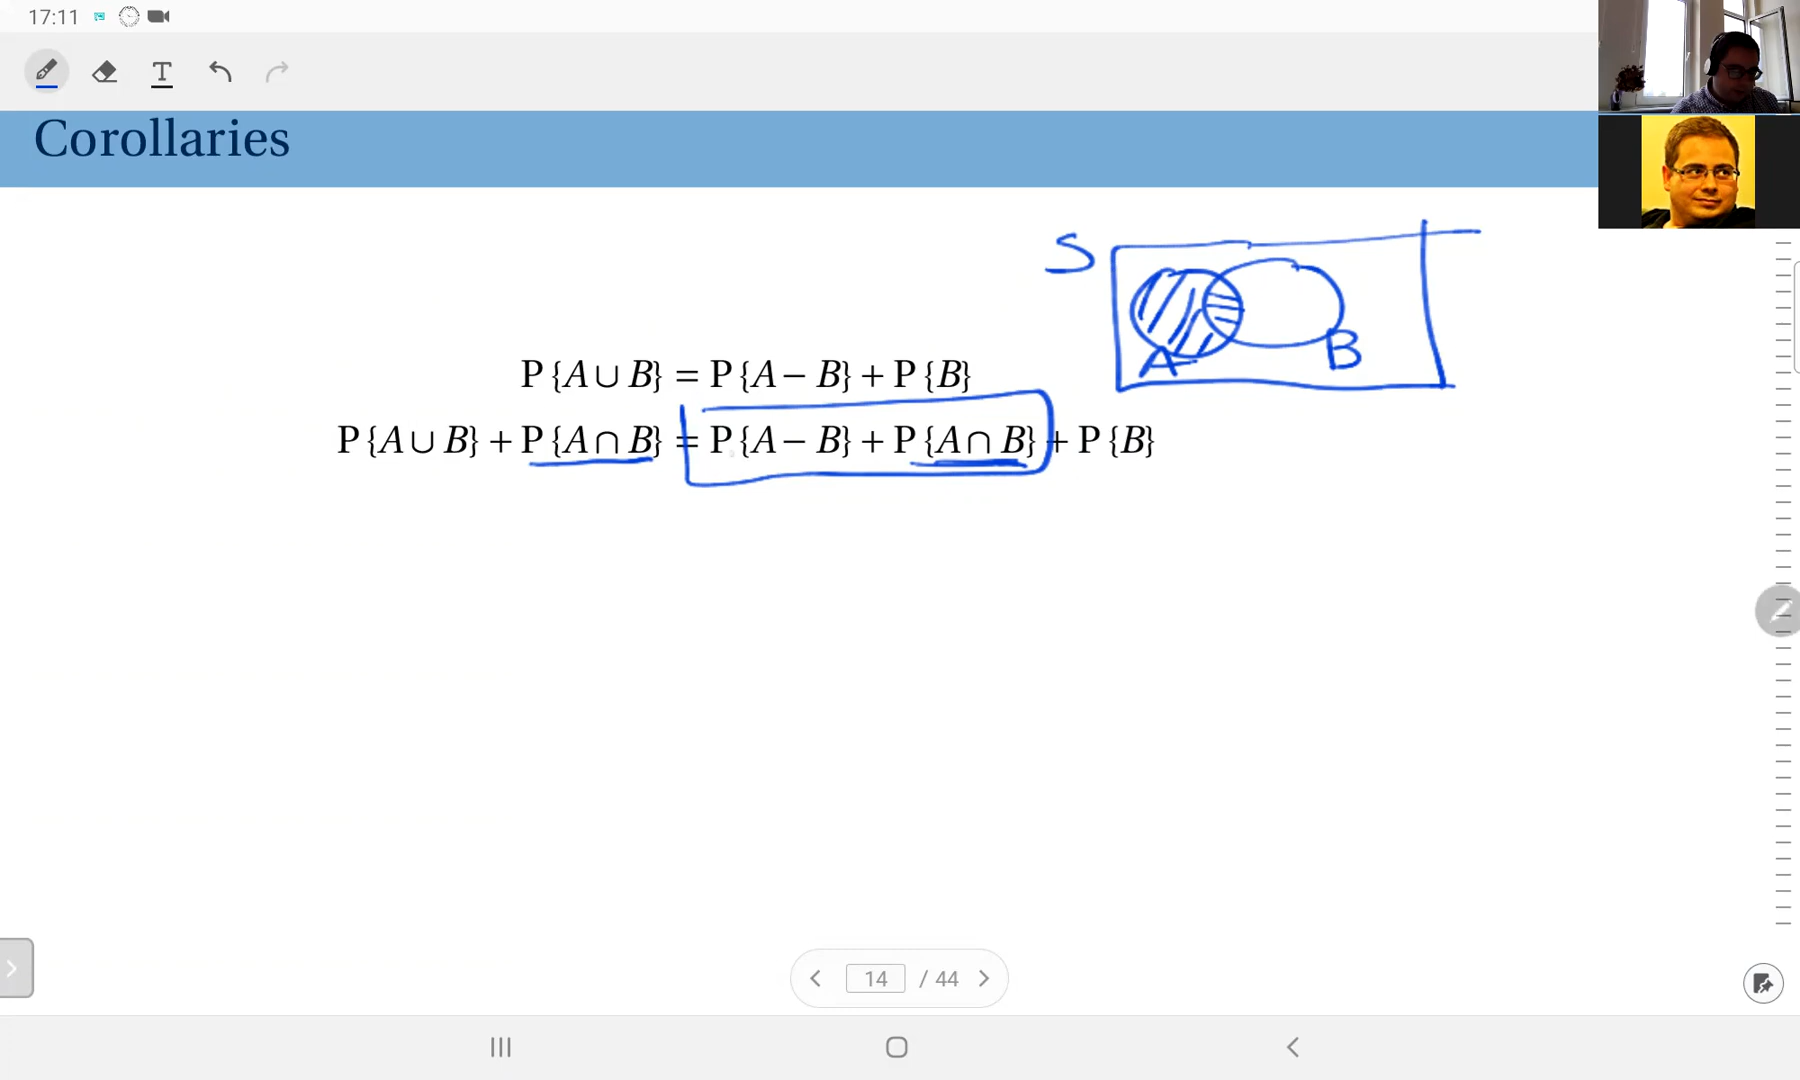 17:11
T
Corollaries
S
A
B
P{A∪B} = P{A−B} + P{B}
P{A∪B} + P{A∩B} = P{A−B} + P{A∩B} + P{B}
14 / 44